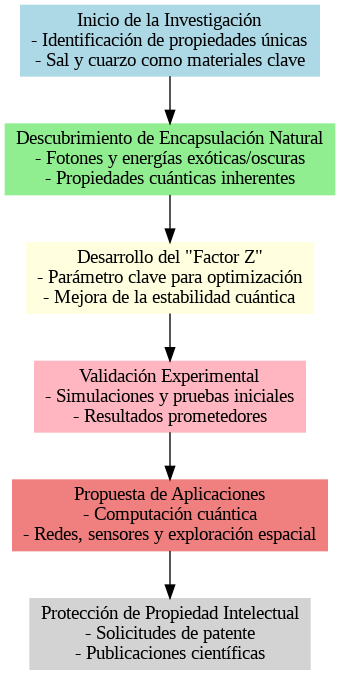 Inicio de la Investigación
- Identificación de propiedades únicas
- Sal y cuarzo como materiales clave
Descubrimiento de Encapsulación Natural
- Fotones y energías exóticas/oscuras
- Propiedades cuánticas inherentes
Desarrollo del "Factor Z"
- Parámetro clave para optimización
- Mejora de la estabilidad cuántica
Validación Experimental
- Simulaciones y pruebas iniciales
- Resultados prometedores
Propuesta de Aplicaciones
- Computación cuántica
- Redes, sensores y exploración espacial
Protección de Propiedad Intelectual
- Solicitudes de patente
- Publicaciones científicas